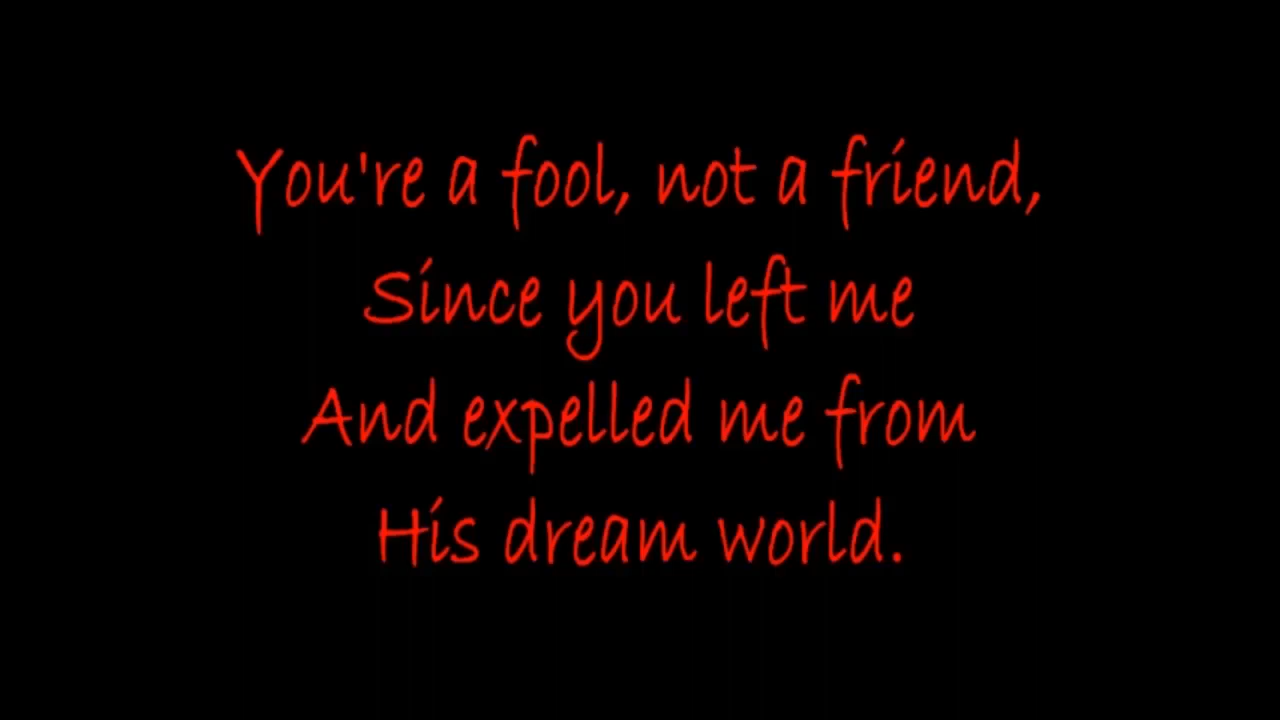 You're a fool, not a friend,
Since you left me
And expelled me from
His dream world.